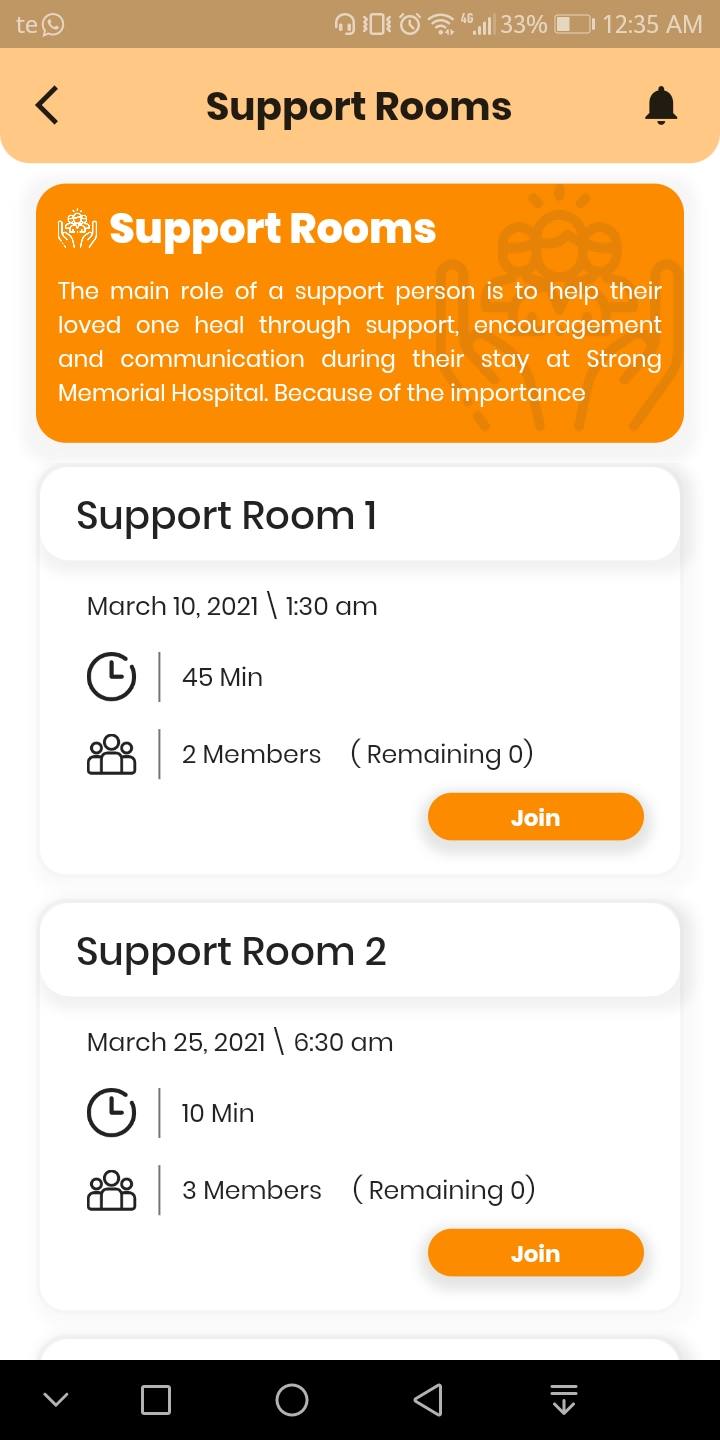 te 4G 33% 12:35 AM
Support Rooms
Support Rooms
The main role of a support person is to help their
loved one heal through support, encouragement
and communication during their stay at Strong
Memorial Hospital. Because of the importance
Support Room 1
March 10, 2021 \ 1:30 am
45 Min
2 Members ( Remaining 0)
Join
Support Room 2
March 25, 2021 \ 6:30 am
10 Min
3 Members ( Remaining 0)
Join